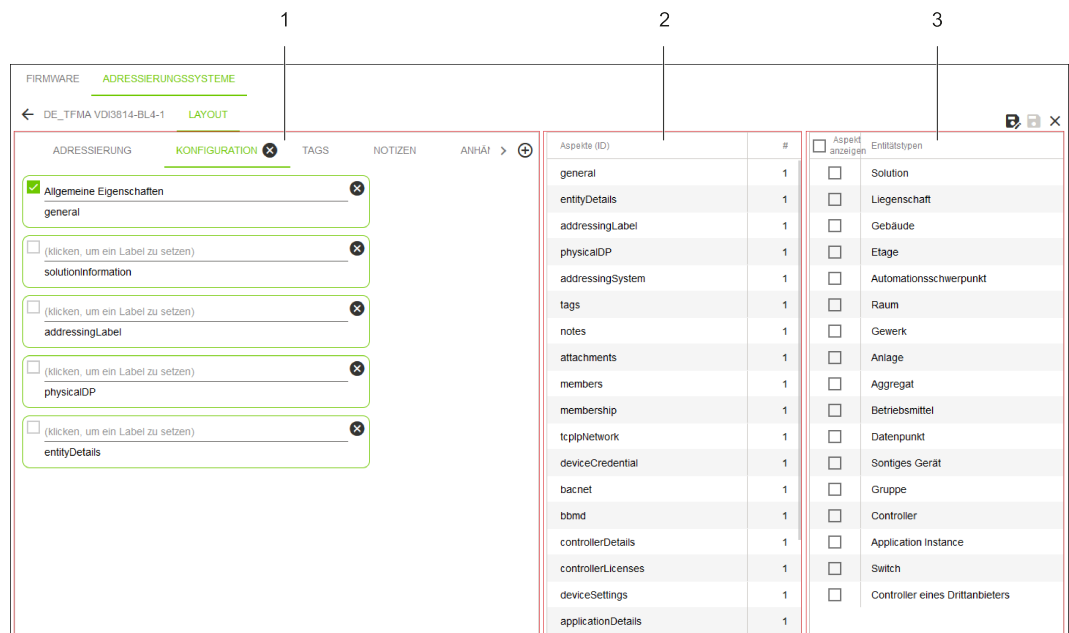 1 2 3
FIRMWARE ADRESSIERUNGSSYSTEME
DE_TFMA VDI3814-BL4-1 LAYOUT
ADRESSIERUNG KONFIGURATION TAGS NOTIZEN ANHÄ
Allgemeine Eigenschaften
general
(klicken, um ein Label zu setzen)
solutionInformation
(klicken, um ein Label zu setzen)
addressingLabel
(klicken, um ein Label zu setzen)
physicalDP
(klicken, um ein Label zu setzen)
entityDetails
Aspekte (ID) #
general 1
entityDetails 1
addressingLabel 1
physicalDP 1
addressingSystem 1
tags 1
notes 1
attachments 1
members 1
membership 1
tcpIpNetwork 1
deviceCredential 1
bacnet 1
bbmd 1
controllerDetails 1
controllerLicenses 1
deviceSettings 1
applicationDetails 1
Aspekt anzeigen Entitätstypen
Solution
Liegenschaft
Gebäude
Etage
Automationsschwerpunkt
Raum
Gewerk
Anlage
Aggregat
Betriebsmittel
Datenpunkt
Sontiges Gerät
Gruppe
Controller
Application Instance
Switch
Controller eines Drittanbieters